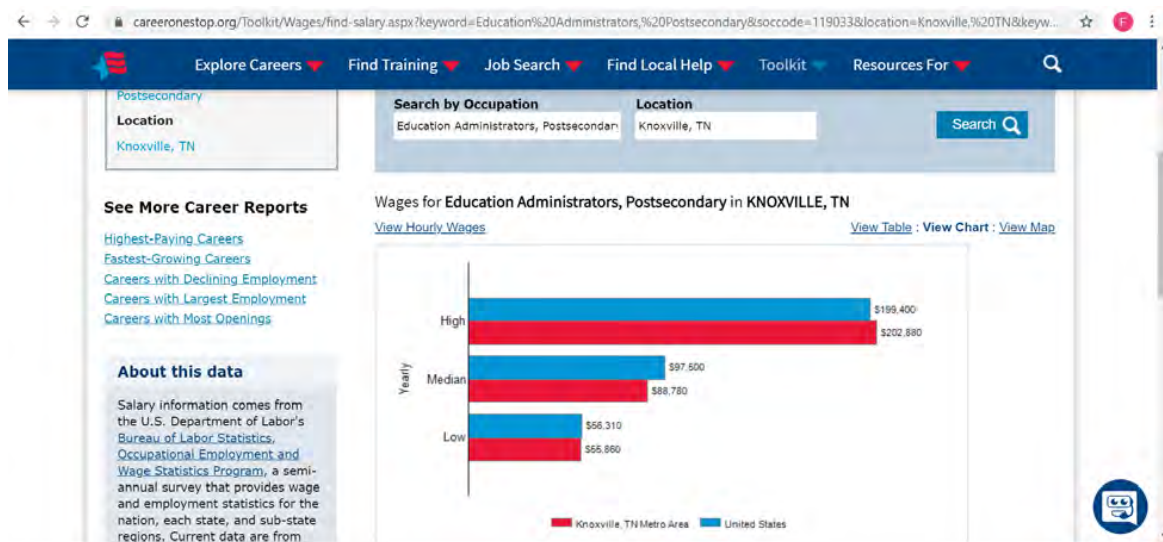 careeronestop.org/Toolkit/Wages/find-salary.aspx?keyword=Education%20Administrators,%20Postsecondary&soccode=119033&location=Knoxville,%20TN&keyw...
E
Explore Careers
Find Training
Job Search
Find Local Help
Toolkit
Resources For
Postsecondary
Location
Knoxville, TN
Search by Occupation
Location
Education Administrators, Postsecondar
Knoxville, TN
Search
See More Career Reports
Highest-Paying Careers
Fastest-Growing Careers
Careers with Declining Employment
Careers with Largest Employment
Careers with Most Openings
About this data
Salary information comes from
the U.S. Department of Labor's
Bureau of Labor Statistics,
Occupational Employment and
Wage Statistics Program, a semi-
annual survey that provides wage
and employment statistics for the
nation, each state, and sub-state
regions. Current data are from
Wages for Education Administrators, Postsecondary in KNOXVILLE, TN
View Hourly Wages
View Table : View Chart : View Map
Yearly
High
$199,400
$202,880
Median
$97,500
$88,780
Low
$56,310
$55,860
Knoxville, TN Metro Area
United States